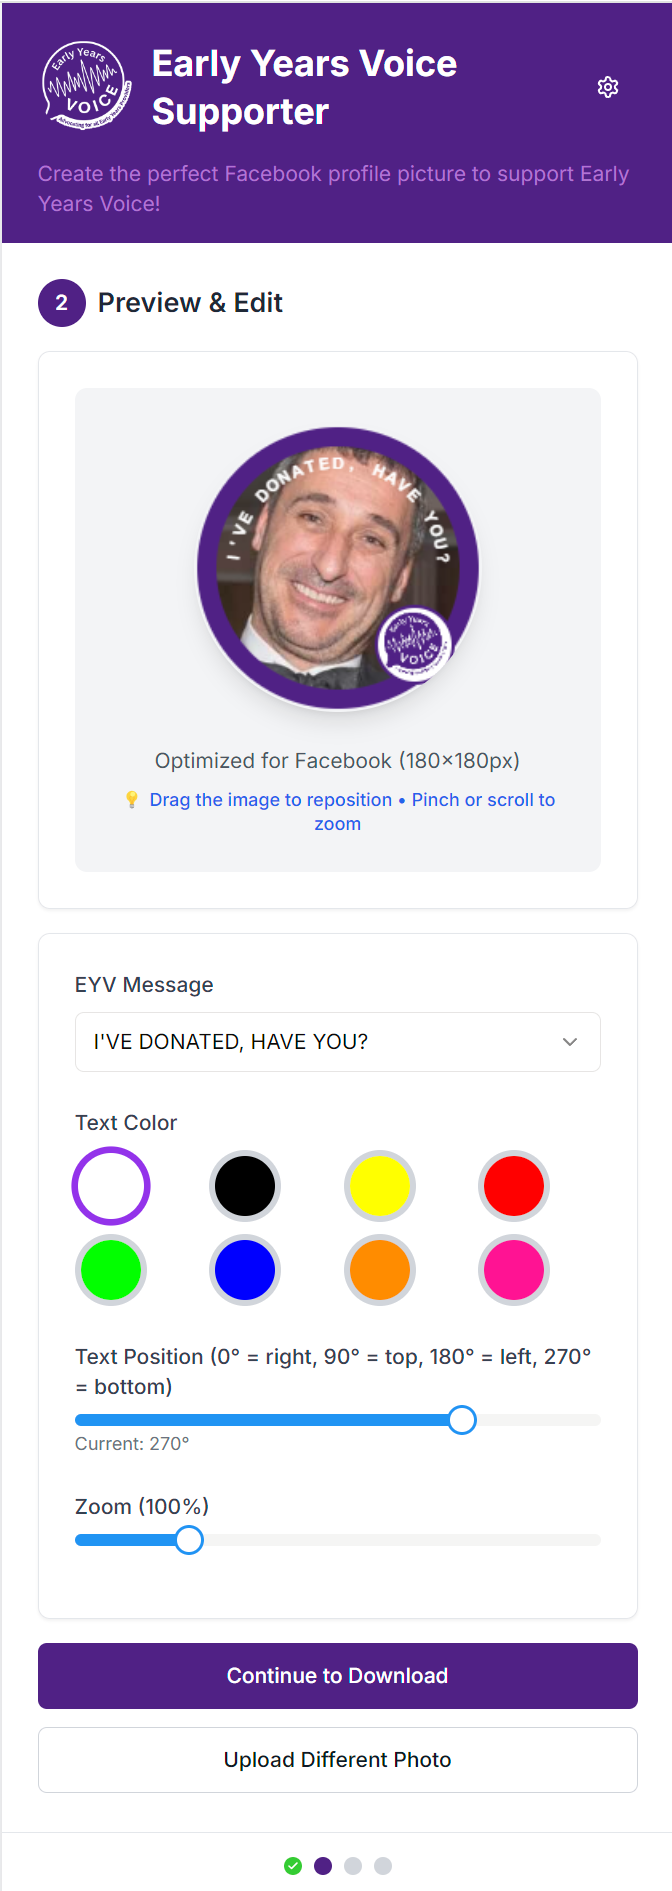 Early Years
VOICE
Advocating for all Early Years Providers
Early Years Voice
Supporter
Create the perfect Facebook profile picture to support Early
Years Voice!
2 Preview & Edit
I'VE DONATED, HAVE YOU?
Early Years
VOICE
Optimized for Facebook (180×180px)
💡 Drag the image to reposition • Pinch or scroll to
zoom
EYV Message
I'VE DONATED, HAVE YOU?
Text Color
Text Position (0° = right, 90° = top, 180° = left, 270°
= bottom)
Current: 270°
Zoom (100%)
Continue to Download
Upload Different Photo